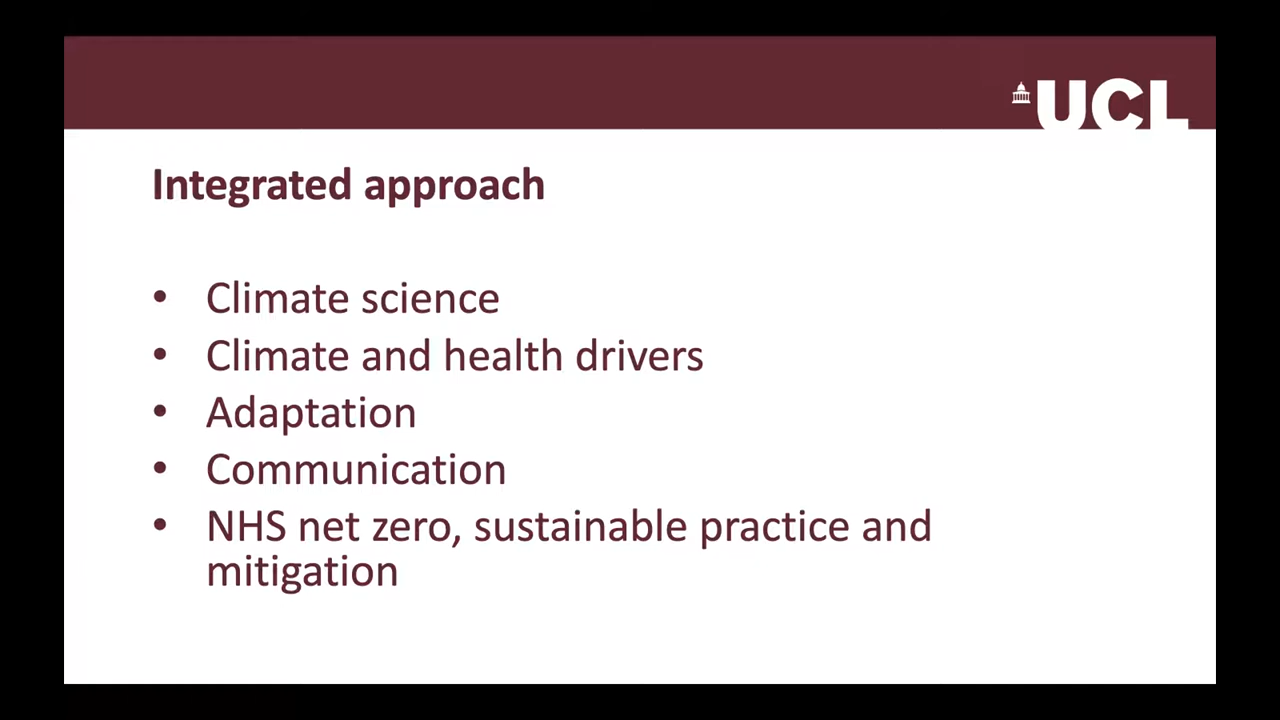 UCL
Integrated approach
• Climate science
• Climate and health drivers
• Adaptation
• Communication
• NHS net zero, sustainable practice and
mitigation